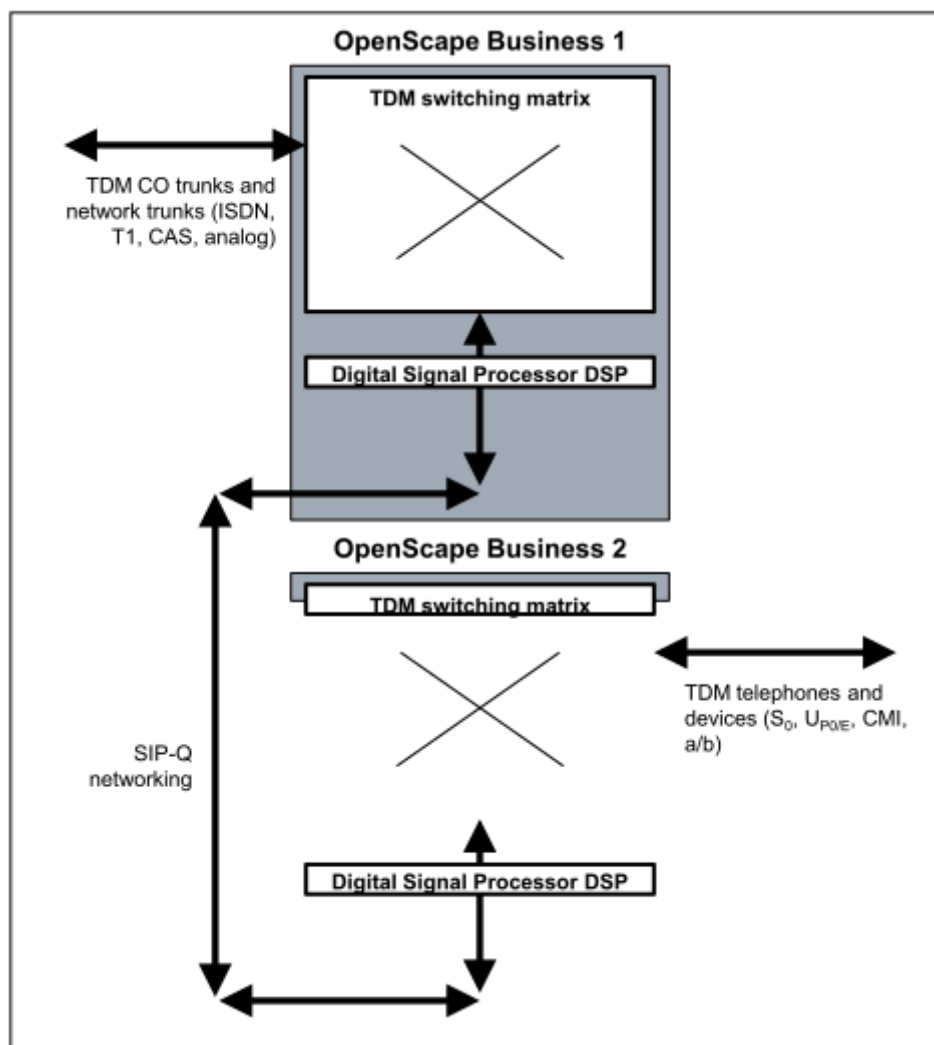 OpenScape Business 1
TDM switching matrix
TDM CO trunks and
network trunks (ISDN,
T1, CAS, analog)
Digital Signal Processor DSP
OpenScape Business 2
TDM switching matrix
TDM telephones and
devices (S₀, U_P0/E, CMI,
a/b)
SIP-Q
networking
Digital Signal Processor DSP